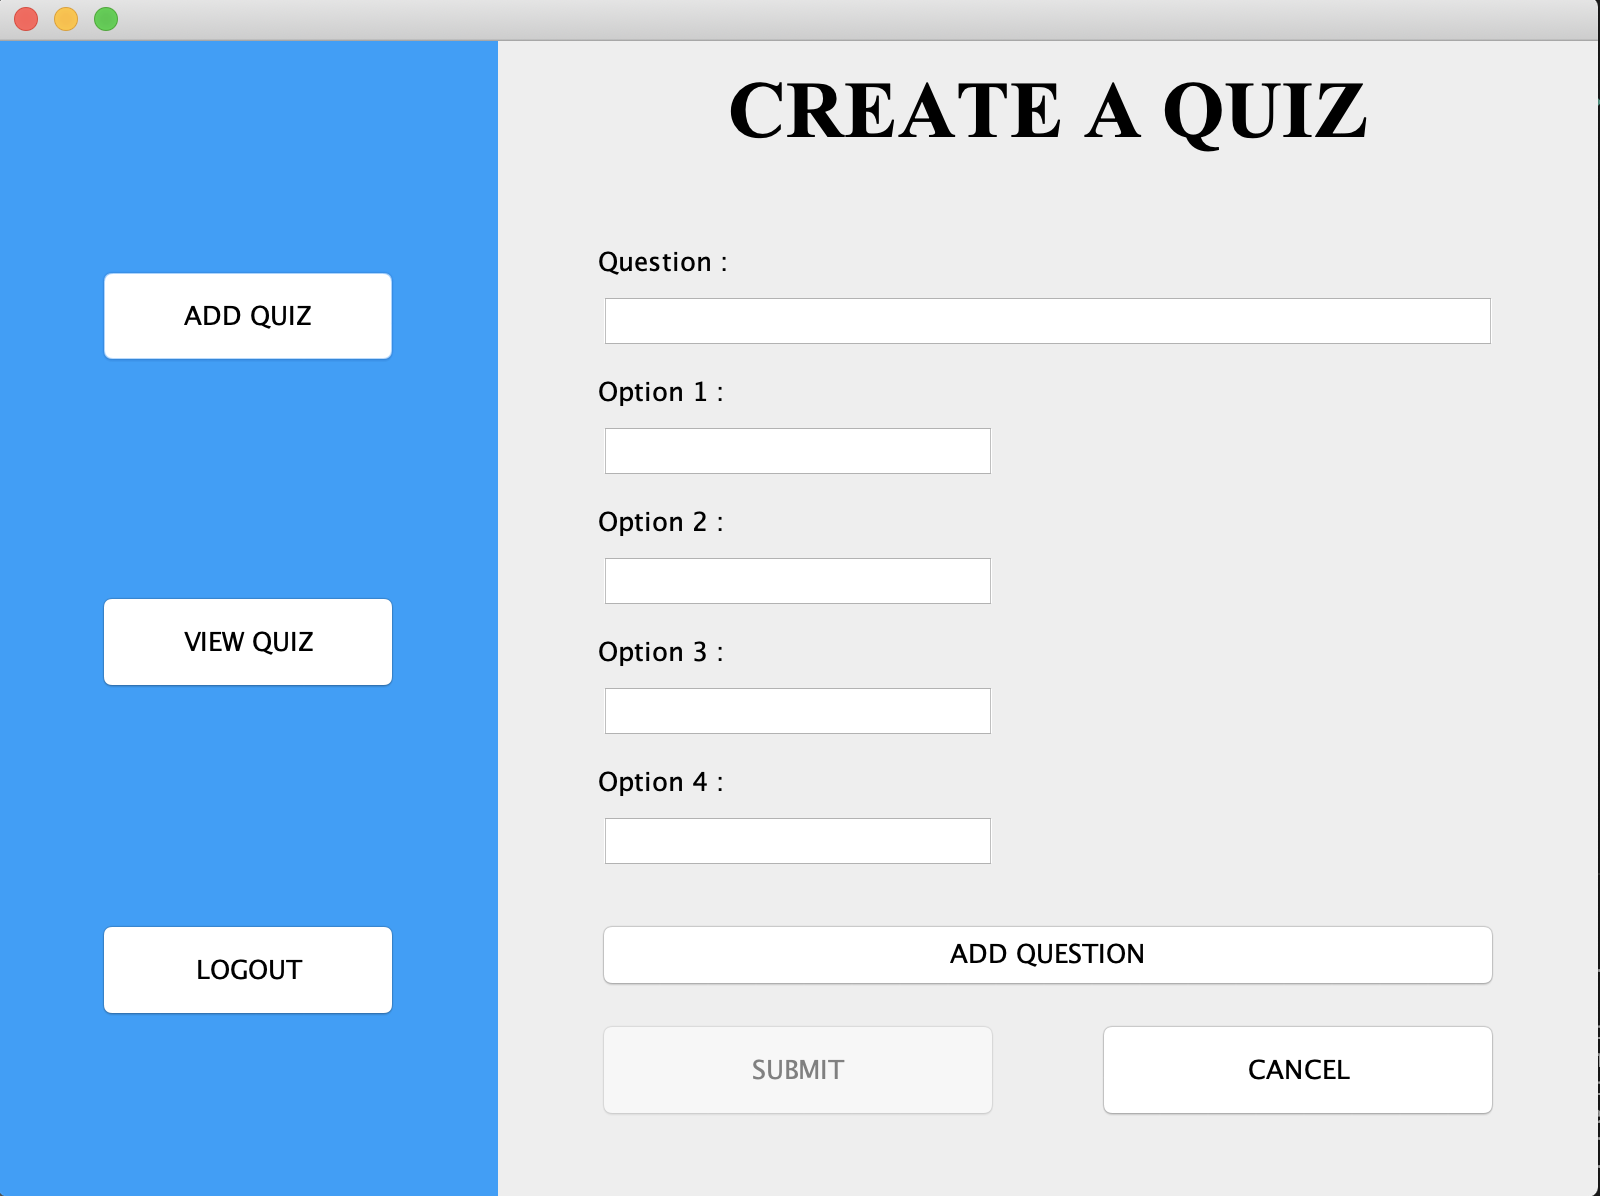 CREATE A QUIZ
ADD QUIZ
VIEW QUIZ
LOGOUT
Question :
Option 1 :
Option 2 :
Option 3 :
Option 4 :
ADD QUESTION
SUBMIT
CANCEL